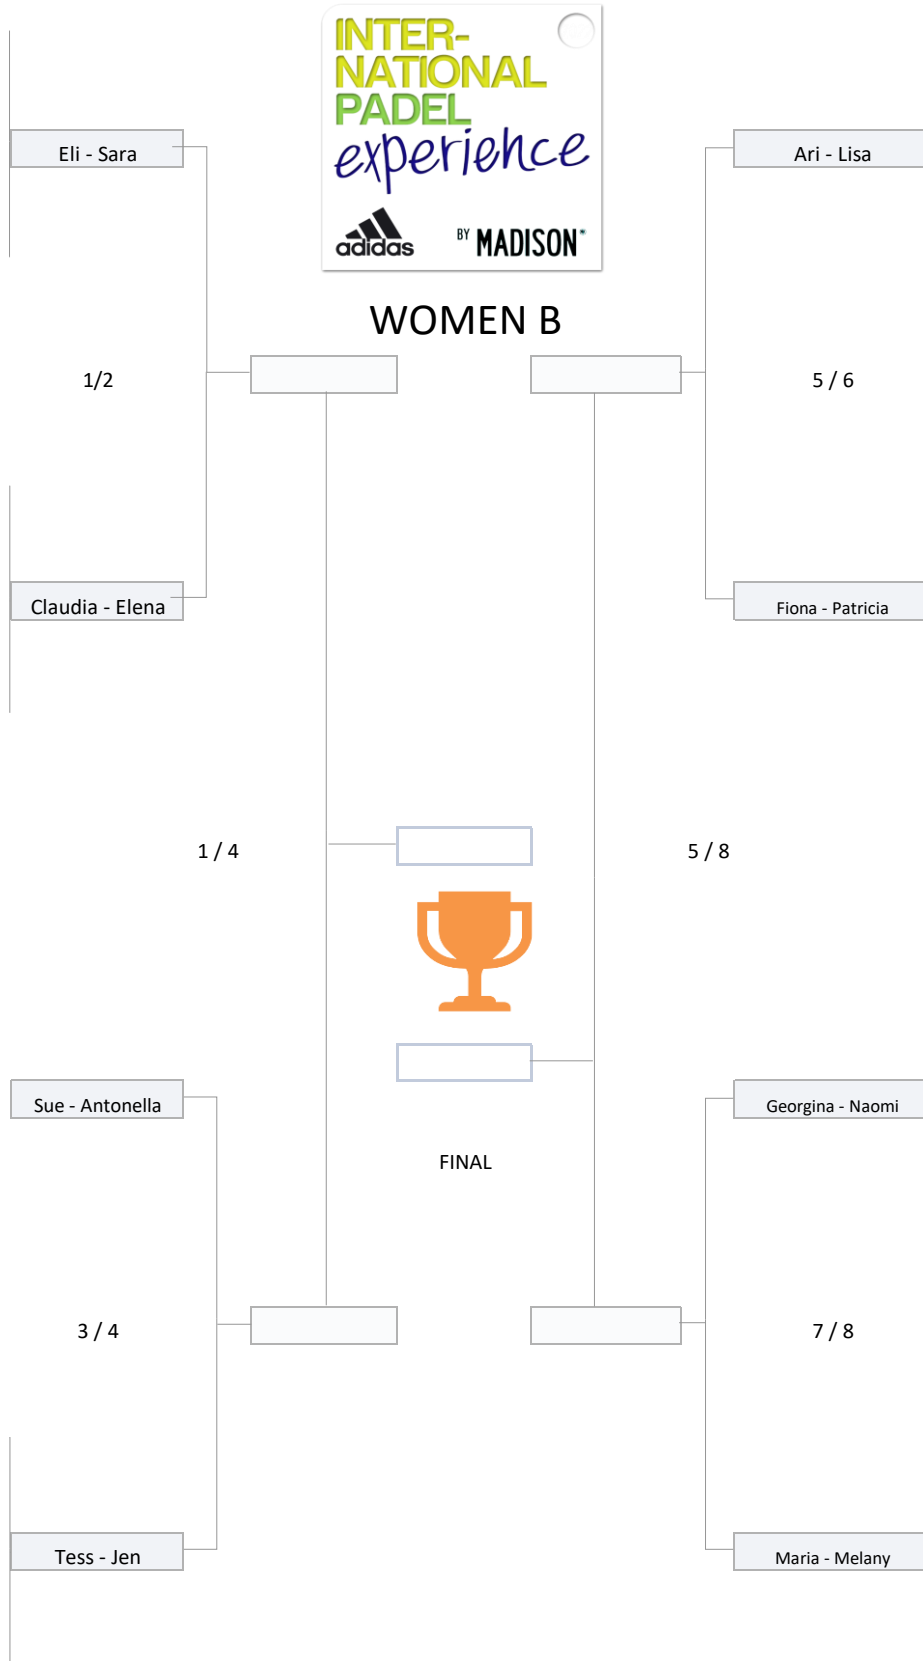 INTER-
NATIONAL
PADEL
experience
adidas
BY MADISON*
WOMEN B
Eli - Sara
Ari - Lisa
1/2
5 / 6
Claudia - Elena
Fiona - Patricia
1 / 4
5 / 8
Sue - Antonella
Georgina - Naomi
FINAL
3 / 4
7 / 8
Tess - Jen
Maria - Melany